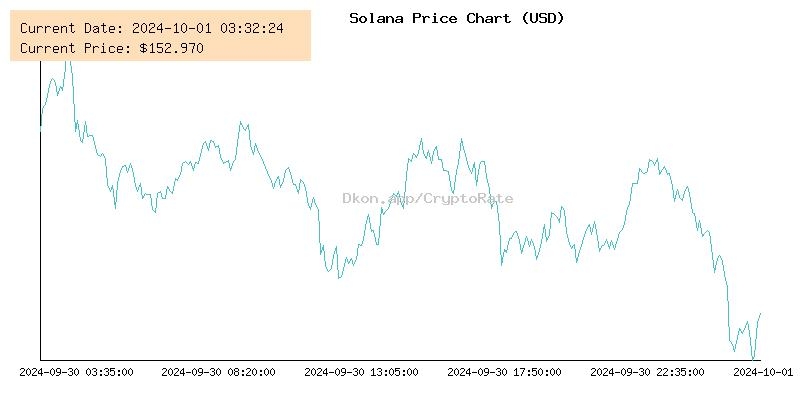 Solana Price Chart (USD)
Current Date: 2024-10-01 03:32:24
Current Price: $152.970
Dkon.app/CryptoRate
2024-09-30 03:35:00 2024-09-30 08:20:00 2024-09-30 13:05:00 2024-09-30 17:50:00 2024-09-30 22:35:00 2024-10-01